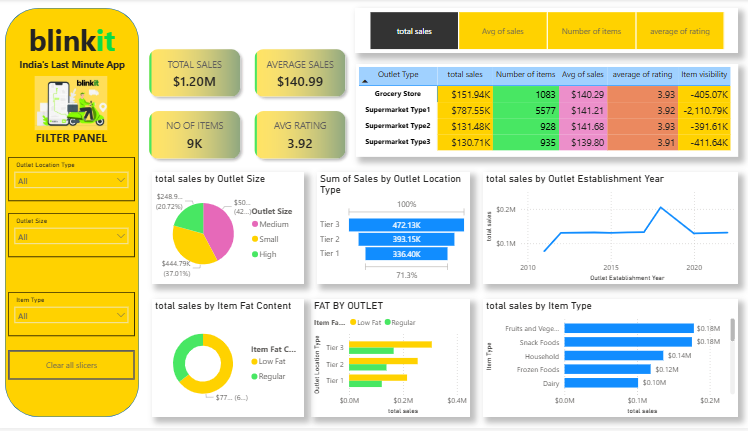 blinkit
India's Last Minute App
blinkit
FILTER PANEL
Outlet Location Type
All
Outlet Size
All
Item Type
All
Clear all slicers
TOTAL SALES
$1.20M
AVERAGE SALES
$140.99
NO OF ITEMS
9K
AVG RATING
3.92
total sales
Avg of sales
Number of items
average of rating
Outlet Type total sales Number of items Avg of sales average of rating Item visibility
Grocery Store $151.94K 1083 $140.29 3.93 -405.07K
Supermarket Type1 $787.55K 5577 $141.21 3.92 -2,110.79K
Supermarket Type2 $131.48K 928 $141.68 3.93 -391.61K
Supermarket Type3 $130.71K 935 $139.80 3.91 -411.64K
total sales by Outlet Size
$248.9...
(20.72%)
$50...
(42...)
$444.79K
(37.01%)
Outlet Size
Medium
Small
High
Sum of Sales by Outlet Location
Type
100%
Tier 3 472.13K
Tier 2 393.15K
Tier 1 336.40K
71.3%
total sales by Outlet Establishment Year
total sales
$0.2M
$0.1M
2010 2015 2020
Outlet Establishment Year
total sales by Item Fat Content
Item Fat C...
Low Fat
Regular
$77... (6...)
FAT BY OUTLET
Item Fa... Low Fat Regular
Outlet Location Type
Tier 3
Tier 2
Tier 1
$0.0M $0.2M $0.4M
total sales
total sales by Item Type
Item Type
Fruits and Vege... $0.18M
Snack Foods $0.18M
Household $0.14M
Frozen Foods $0.12M
Dairy $0.10M
$0.0M $0.1M $0.2M
total sales